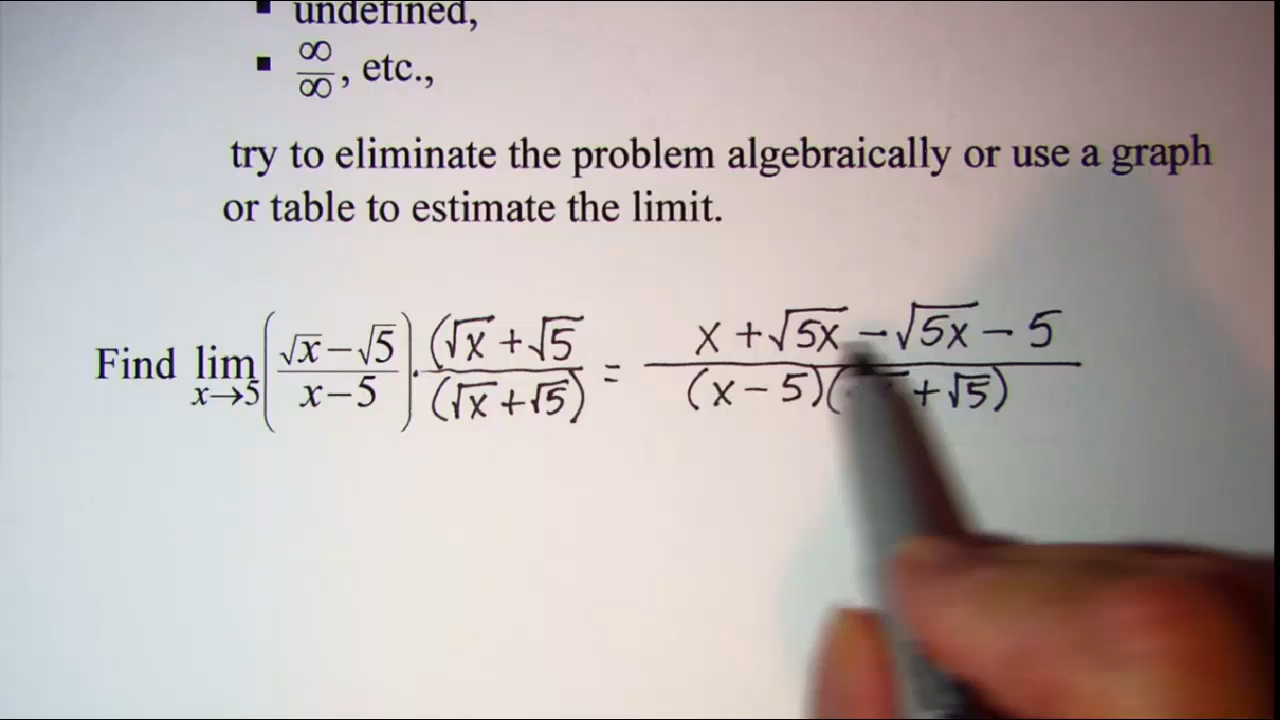 ▪ undefined,
▪ ∞/∞, etc.,
try to eliminate the problem algebraically or use a graph
or table to estimate the limit.
Find lim x→5 ((√x − √5)/(x − 5)) · (√x + √5 / (√x + √5) = (x + √5x − √5x − 5)/((x − 5)( + √5))